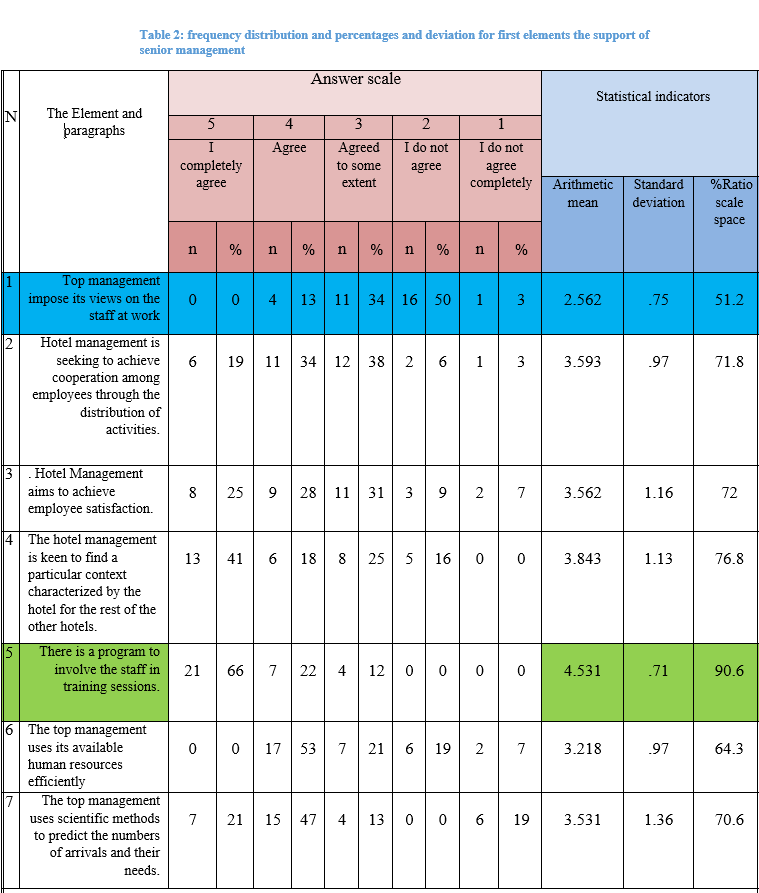 Table 2: frequency distribution and percentages and deviation for first elements the support of
senior management
N
The Element and
paragraphs
Answer scale
Statistical indicators
5 4 3 2 1
I
completely
agree
Agree
Agreed
to some
extent
I do not
agree
I do not
agree
completely
Arithmetic
mean
Standard
deviation
%Ratio
scale
space
n % n % n % n % n %
1 Top management
impose its views on the
staff at work
0 0 4 13 11 34 16 50 1 3 2.562 .75 51.2
2 Hotel management is
seeking to achieve
cooperation among
employees through the
distribution of
activities.
6 19 11 34 12 38 2 6 1 3 3.593 .97 71.8
3 . Hotel Management
aims to achieve
employee satisfaction.
8 25 9 28 11 31 3 9 2 7 3.562 1.16 72
4 The hotel management
is keen to find a
particular context
characterized by the
hotel for the rest of the
other hotels.
13 41 6 18 8 25 5 16 0 0 3.843 1.13 76.8
5 There is a program to
involve the staff in
training sessions.
21 66 7 22 4 12 0 0 0 0 4.531 .71 90.6
6 The top management
uses its available
human resources
efficiently
0 0 17 53 7 21 6 19 2 7 3.218 .97 64.3
7 The top management
uses scientific methods
to predict the numbers
of arrivals and their
needs.
7 21 15 47 4 13 0 0 6 19 3.531 1.36 70.6